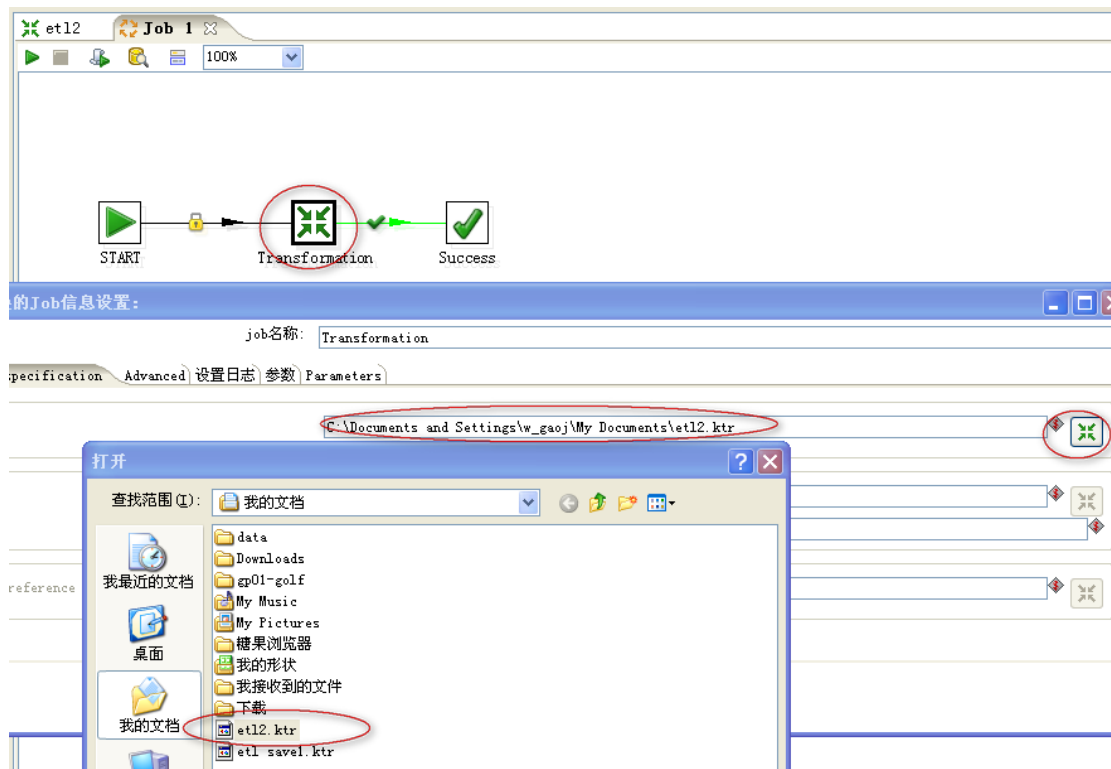 etl2
Job 1
100%
START
Transformation
Success
的Job信息设置:
job名称:
Transformation
pecification
Advanced
设置日志
参数
Parameters
C:\Documents and Settings\w_gaoj\My Documents\etl2.ktr
打开
查找范围(I):
我的文档
data
Downloads
gp01-golf
My Music
My Pictures
糖果浏览器
我的形状
我接收到的文件
下载
etl2.ktr
etl save1.ktr
我最近的文档
桌面
我的文档
reference